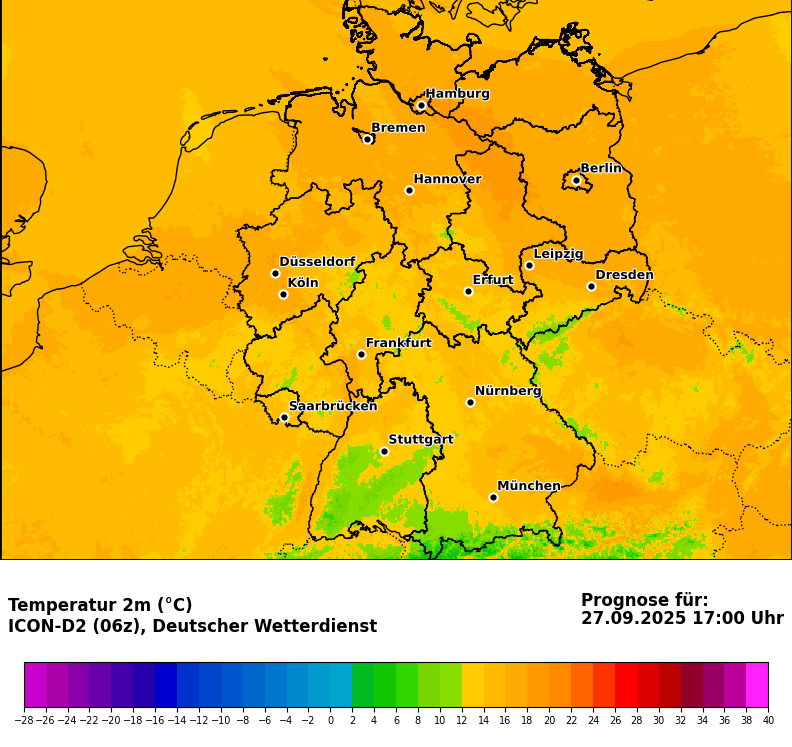 Hamburg
Bremen
Berlin
Hannover
Leipzig
Düsseldorf
Dresden
Köln
Erfurt
Frankfurt
Nürnberg
Saarbrücken
Stuttgart
München
Temperatur 2m (°C)
ICON-D2 (06z), Deutscher Wetterdienst
Prognose für:
27.09.2025 17:00 Uhr
−28 −26 −24 −22 −20 −18 −16 −14 −12 −10 −8 −6 −4 −2 0 2 4 6 8 10 12 14 16 18 20 22 24 26 28 30 32 34 36 38 40